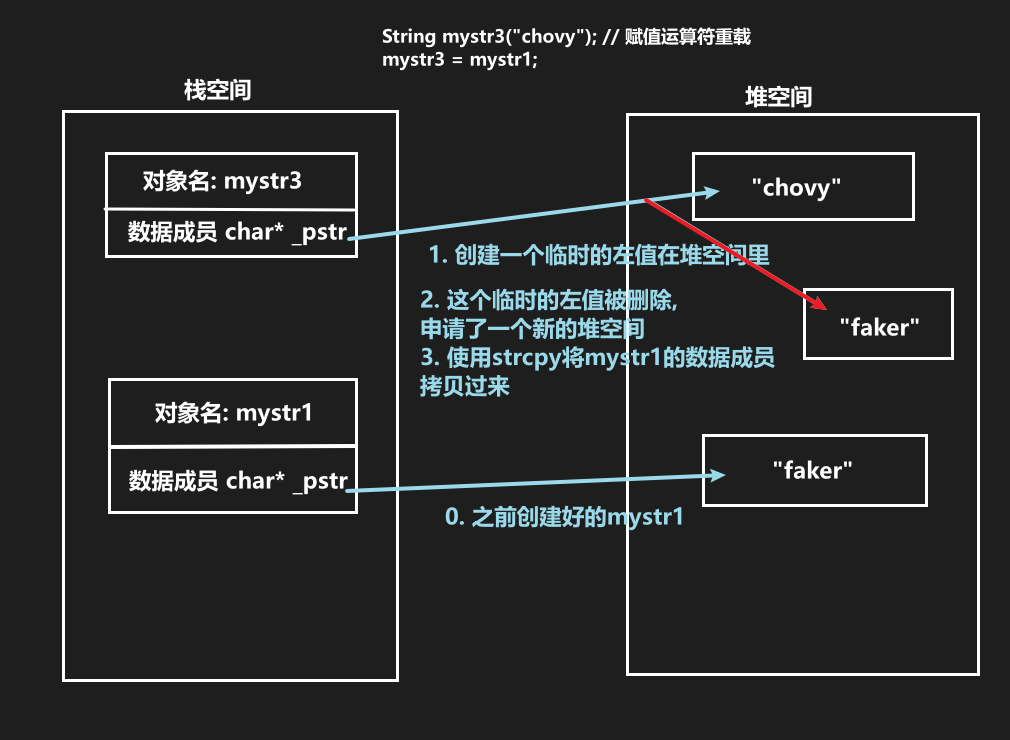 String mystr3("chovy"); // 赋值运算符重载
mystr3 = mystr1;
栈空间
堆空间
对象名: mystr3
数据成员 char* _pstr
"chovy"
1. 创建一个临时的左值在堆空间里
2. 这个临时的左值被删除,
申请了一个新的堆空间
3. 使用strcpy将mystr1的数据成员
拷贝过来
"faker"
对象名: mystr1
数据成员 char* _pstr
"faker"
0. 之前创建好的mystr1